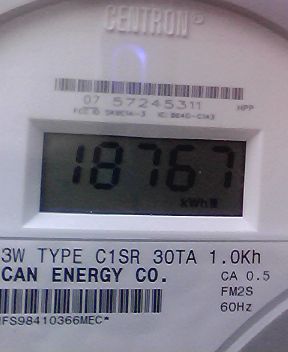 CENTRON®
07 57245311 HPP
18767
kWh
3W TYPE C1SR 30TA 1.0Kh
CAN ENERGY CO. CA 0.5
FM2S
60Hz
FS98410366MEC*